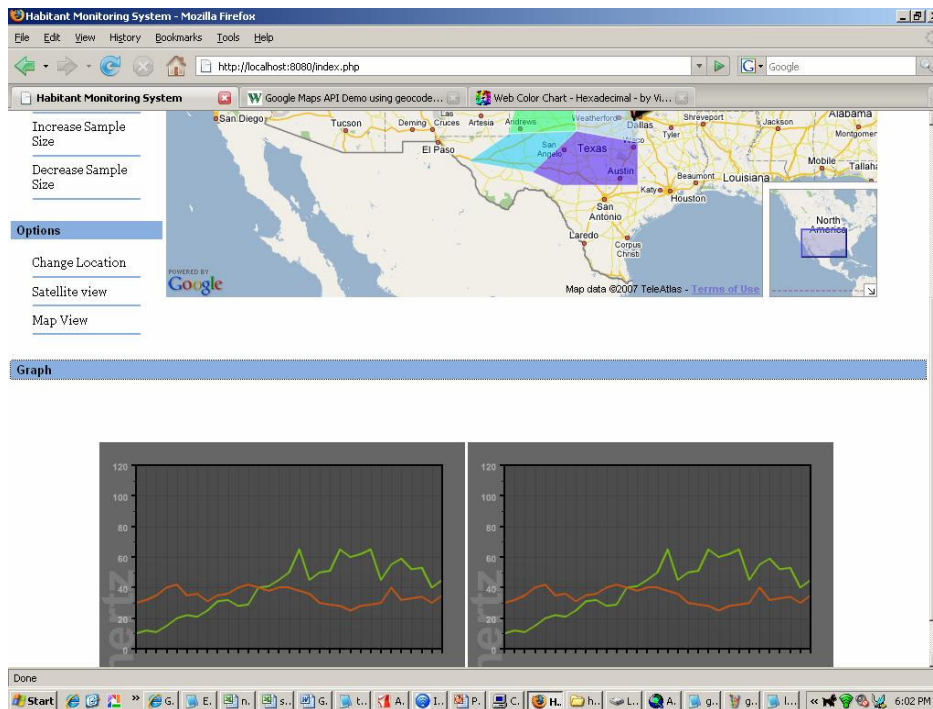 Habitant Monitoring System - Mozilla Firefox
File Edit View History Bookmarks Tools Help
http://localhost:8080/index.php
G Google
Habitant Monitoring System
W Google Maps API Demo using geocode...
Web Color Chart - Hexadecimal - by Vi...
Increase Sample
Size
Decrease Sample
Size
Options
Change Location
Satellite view
Map View
San Diego
Tucson
Deming
Las
Cruces
Artesia
Andrews
Weatherford
Dallas
Shreveport
Jackson
Alabama
Montgomer
El Paso
San
Angelo
Texas
Waco
Tyler
Austin
Beaumont
Louisiana
Mobile
Tallaha
Katy
Houston
San
Antonio
Laredo
Corpus
Christi
North
America
POWERED BY
Google
Map data ©2007 TeleAtlas - Terms of Use
Graph
120
100
80
60
40
20
0
hertz
120
100
80
60
40
20
0
hertz
Done
Start
»
G.
E.
n.
s..
G.
t..
A.
I..
P.
C.
H.
h..
L..
A.
g..
g..
l...
«
6:02 PM